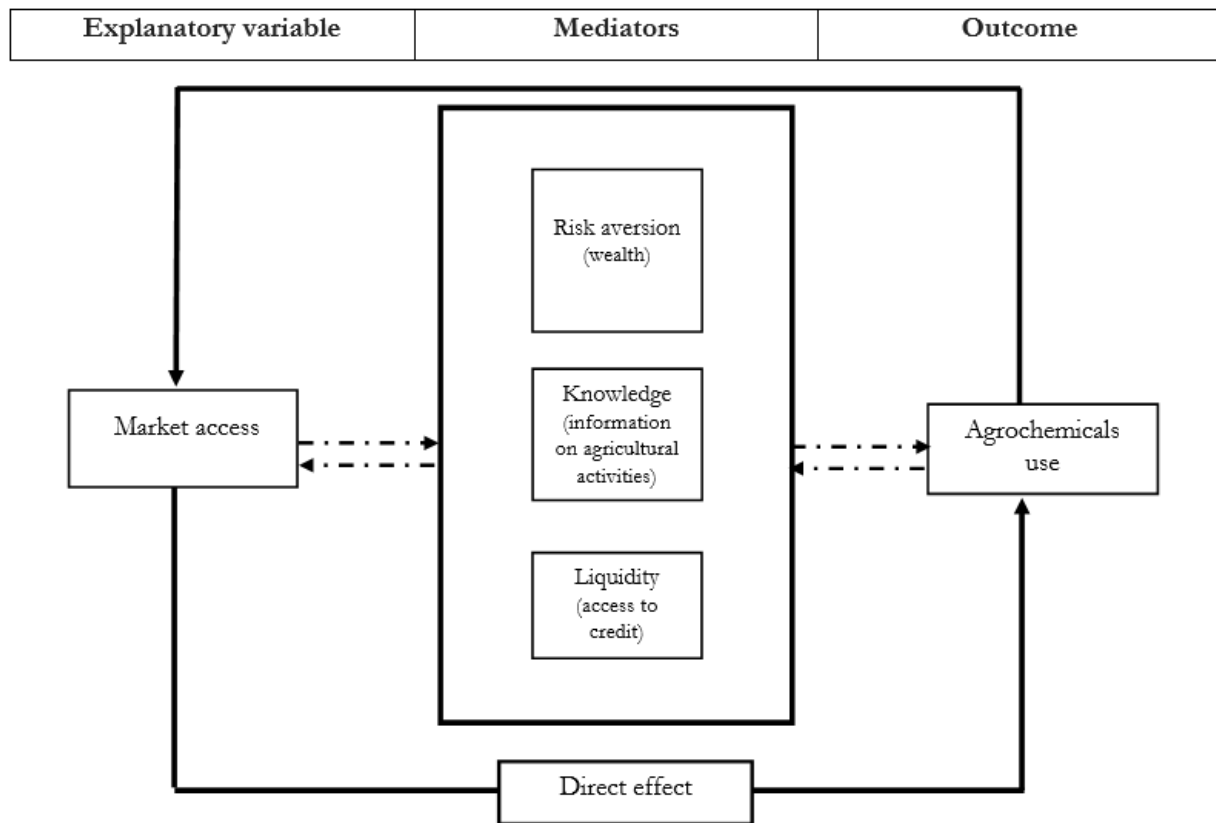 Explanatory variable
Mediators
Outcome
Risk aversion
(wealth)
Market access
Knowledge
(information
on agricultural
activities)
Agrochemicals
use
Liquidity
(access to
credit)
Direct effect